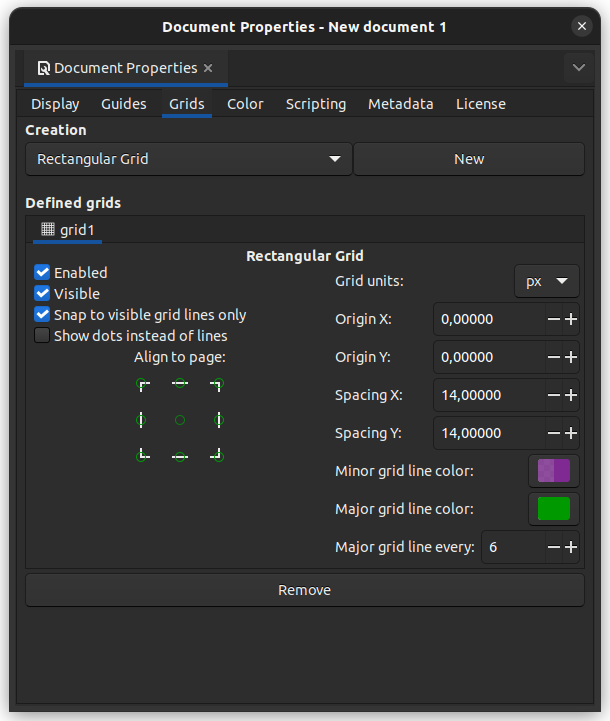 Document Properties - New document 1
Document Properties
Display Guides Grids Color Scripting Metadata License
Creation
Rectangular Grid New
Defined grids
grid1
Rectangular Grid
Enabled
Visible
Snap to visible grid lines only
Show dots instead of lines
Align to page:
Grid units: px
Origin X: 0,00000
Origin Y: 0,00000
Spacing X: 14,00000
Spacing Y: 14,00000
Minor grid line color:
Major grid line color:
Major grid line every: 6
Remove